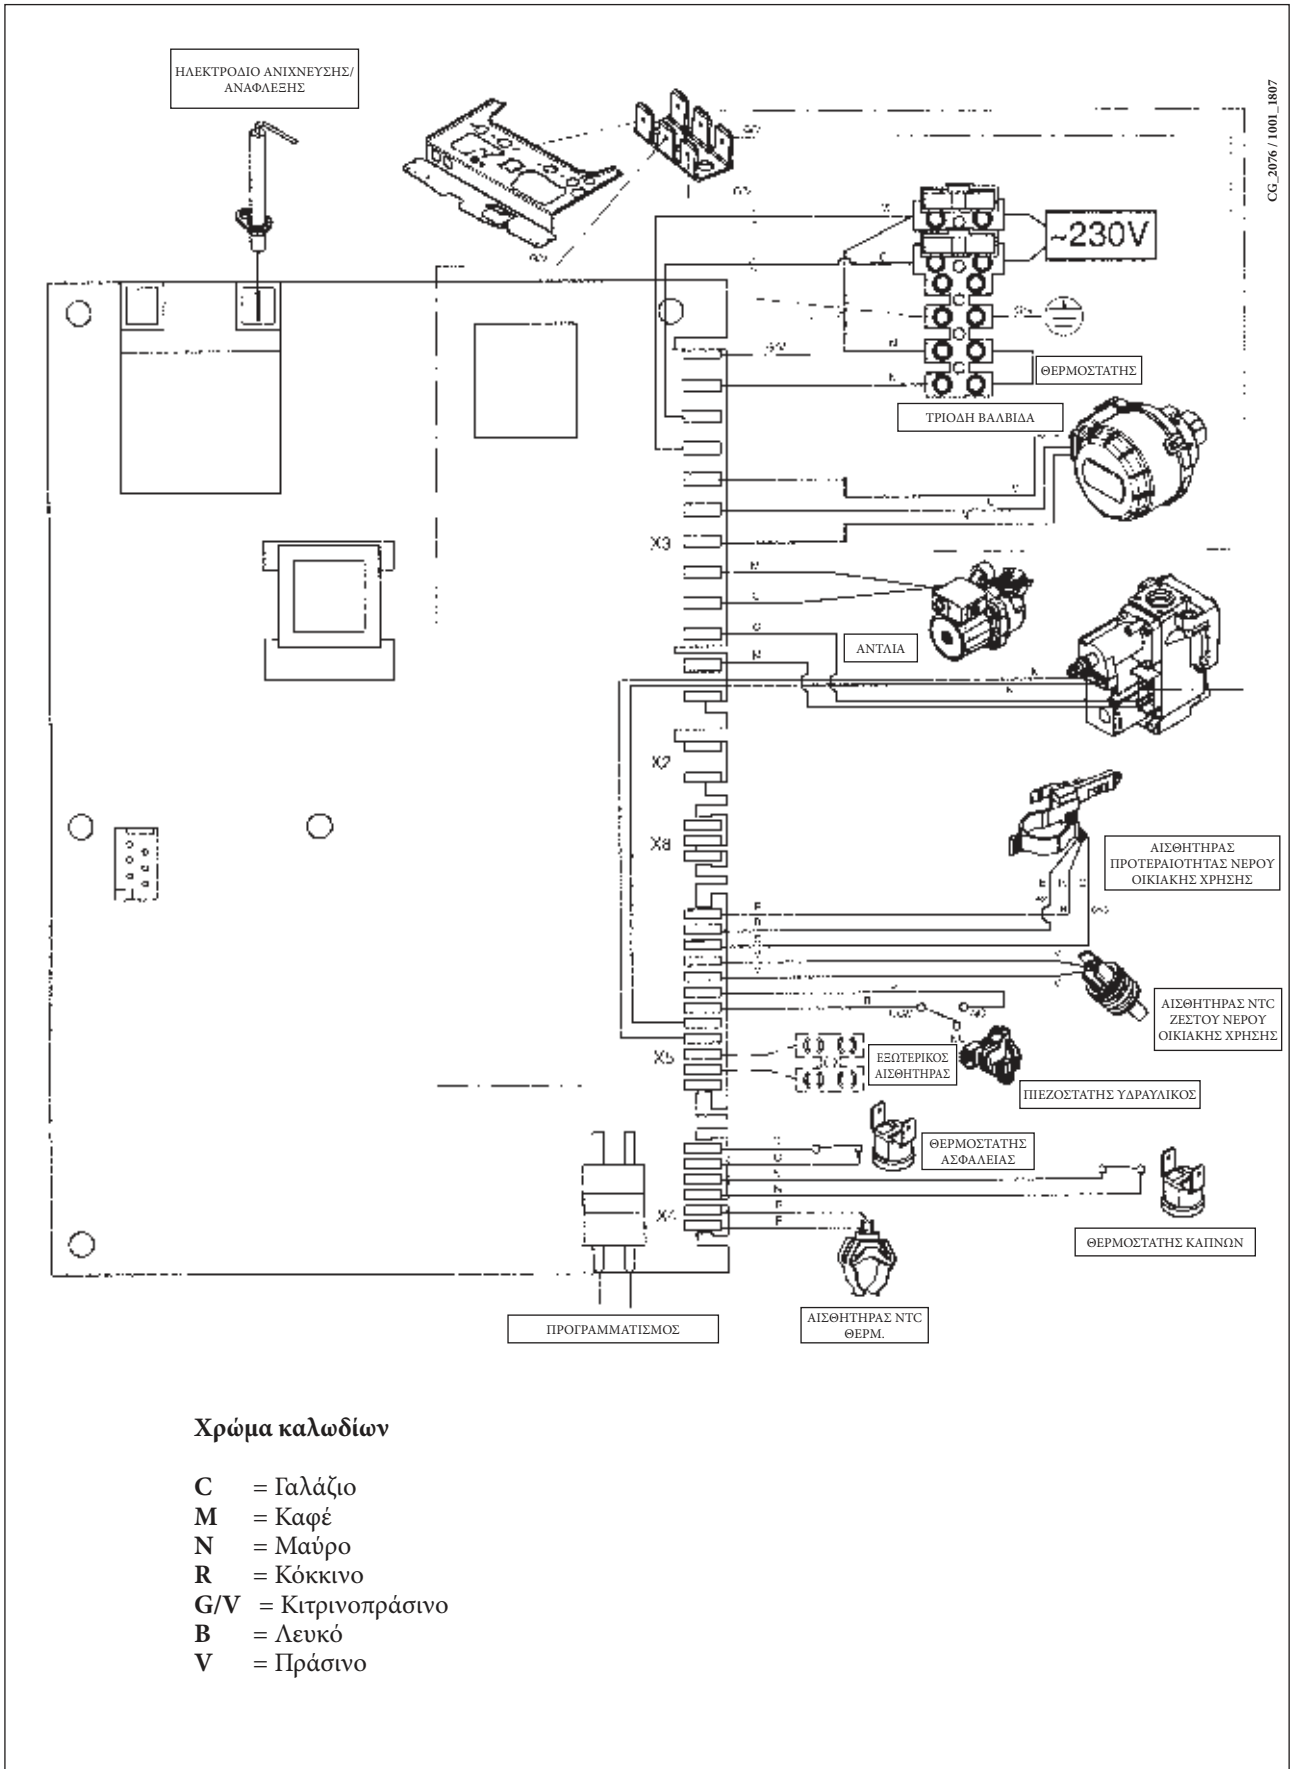 ΗΛΕΚΤΡΟΔΙΟ ΑΝΙΧΝΕΥΣΗΣ/
ΑΝΑΦΛΕΞΗΣ
CG_2076 / 1001_1807
~230V
ΘΕΡΜΟΣΤΑΤΗΣ
ΤΡΙΟΔΗ ΒΑΛΒΙΔΑ
X3
ΑΝΤΛΙΑ
X2
ΑΙΣΘΗΤΗΡΑΣ
ΠΡΟΤΕΡΑΙΟΤΗΤΑΣ ΝΕΡΟΥ
ΟΙΚΙΑΚΗΣ ΧΡΗΣΗΣ
ΑΙΣΘΗΤΗΡΑΣ NTC
ΖΕΣΤΟΥ ΝΕΡΟΥ
ΟΙΚΙΑΚΗΣ ΧΡΗΣΗΣ
X5
ΕΞΩΤΕΡΙΚΟΣ
ΑΙΣΘΗΤΗΡΑΣ
ΠΙΕΖΟΣΤΑΤΗΣ ΥΔΡΑΥΛΙΚΟΣ
ΘΕΡΜΟΣΤΑΤΗΣ
ΑΣΦΑΛΕΙΑΣ
X4
ΘΕΡΜΟΣΤΑΤΗΣ ΚΑΠΝΩΝ
ΠΡΟΓΡΑΜΜΑΤΙΣΜΟΣ
ΑΙΣΘΗΤΗΡΑΣ NTC
ΘΕΡΜ.
Χρώμα καλωδίων
C = Γαλάζιο
M = Καφέ
N = Μαύρο
R = Κόκκινο
G/V = Κιτρινοπράσινο
B = Λευκό
V = Πράσινο